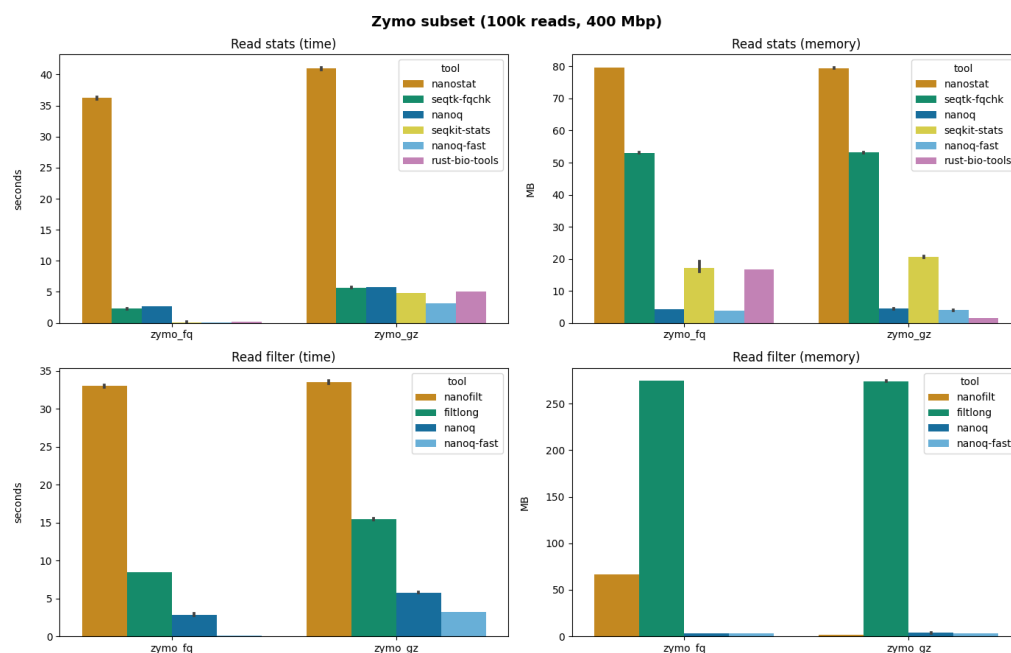 Zymo subset (100k reads, 400 Mbp)
Read stats (time)
40
35
30
25
20
15
10
5
0
seconds
zymo_fq
zymo_gz
tool
nanostat
seqtk-fqchk
nanoq
seqkit-stats
nanoq-fast
rust-bio-tools
Read stats (memory)
80
70
60
50
40
30
20
10
0
MB
zymo_fq
zymo_gz
tool
nanostat
seqtk-fqchk
nanoq
seqkit-stats
nanoq-fast
rust-bio-tools
Read filter (time)
35
30
25
20
15
10
5
0
seconds
zymo_fq
zymo_gz
tool
nanofilt
filtlong
nanoq
nanoq-fast
Read filter (memory)
250
200
150
100
50
0
MB
zymo_fq
zymo_gz
tool
nanofilt
filtlong
nanoq
nanoq-fast